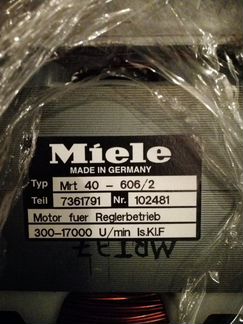 Miele
MADE IN GERMANY
Typ Mrt 40 - 606/2
Teil 7361791 Nr. 102481
Motor fuer Reglerbetrieb
300-17000 U/min Is.Kl.F
MRT37